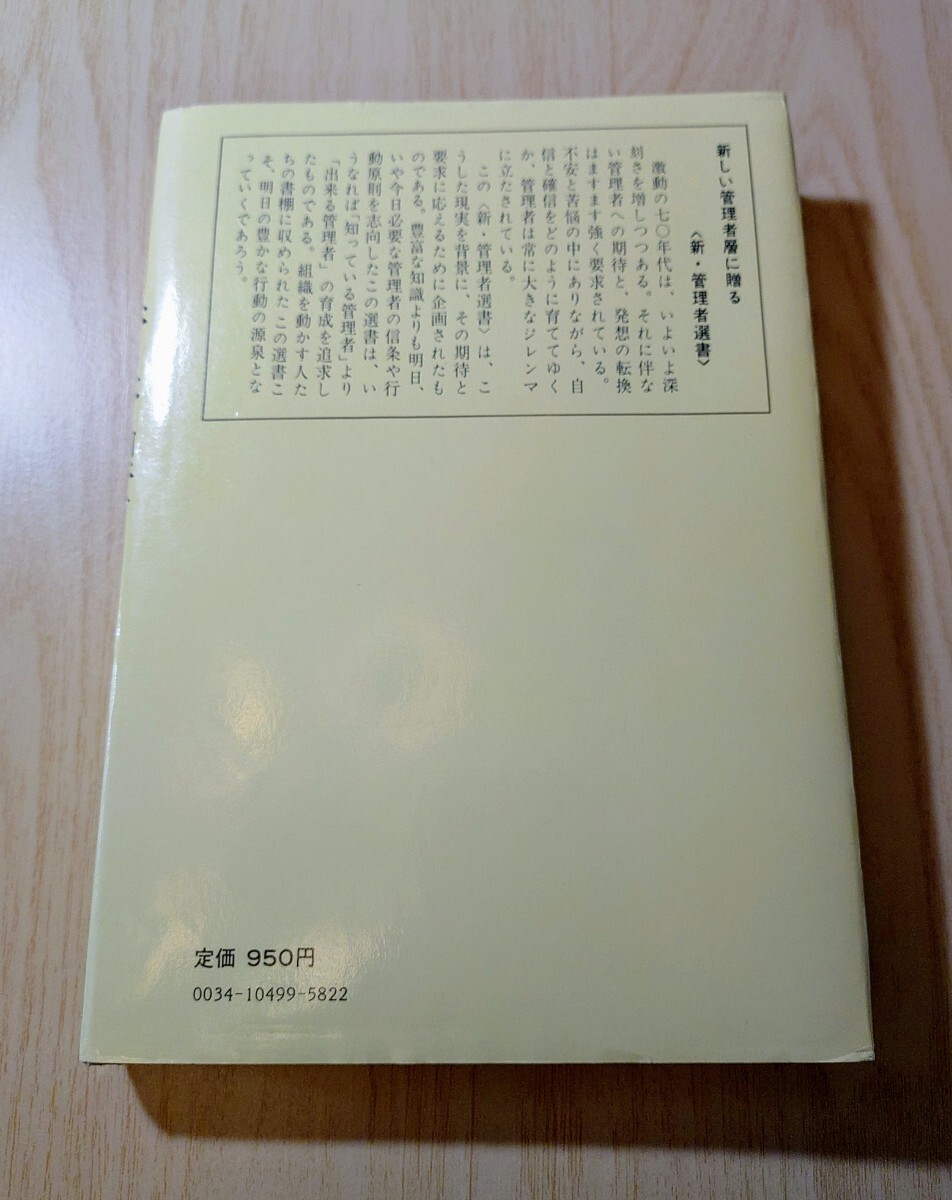 新しい管理者層に贈る
〈新・管理者選書〉
激動の七〇年代は、いよいよ深
刻さを増しつつある。それに伴な
い管理者への期待と、発想の転換
はますます強く要求されている。
不安と苦悩の中にありながら、自
信と確信をどのように育ててゆく
か、管理者は常に大きなジレンマ
に立たされている。
この〈新・管理者選書〉は、こ
うした現実を背景に、その期待と
要求に応えるために企画されたも
のである。豊富な知識よりも明日、
いや今日必要な管理者の信条や行
動原則を志向したこの選書は、い
うなれば「知っている管理者」より
「出来る管理者」の育成を追求し
たものである。組織を動かす人た
ちの書棚に収められたこの選書こ
そ、明日の豊かな行動の源泉とな
っていくであろう。
定価 950円
0034-10499-5822